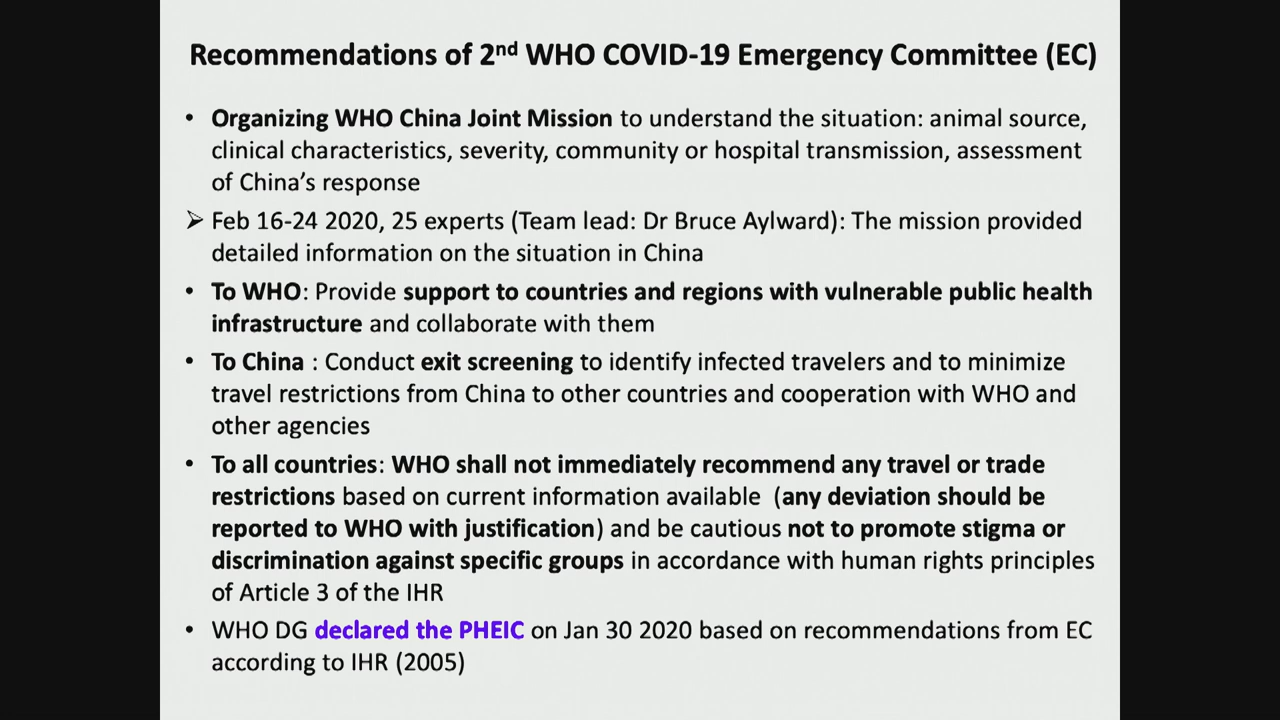 Recommendations of 2nd WHO COVID-19 Emergency Committee (EC)
• Organizing WHO China Joint Mission to understand the situation: animal source,
clinical characteristics, severity, community or hospital transmission, assessment
of China's response
➢ Feb 16-24 2020, 25 experts (Team lead: Dr Bruce Aylward): The mission provided
detailed information on the situation in China
• To WHO: Provide support to countries and regions with vulnerable public health
infrastructure and collaborate with them
• To China : Conduct exit screening to identify infected travelers and to minimize
travel restrictions from China to other countries and cooperation with WHO and
other agencies
• To all countries: WHO shall not immediately recommend any travel or trade
restrictions based on current information available (any deviation should be
reported to WHO with justification) and be cautious not to promote stigma or
discrimination against specific groups in accordance with human rights principles
of Article 3 of the IHR
• WHO DG declared the PHEIC on Jan 30 2020 based on recommendations from EC
according to IHR (2005)